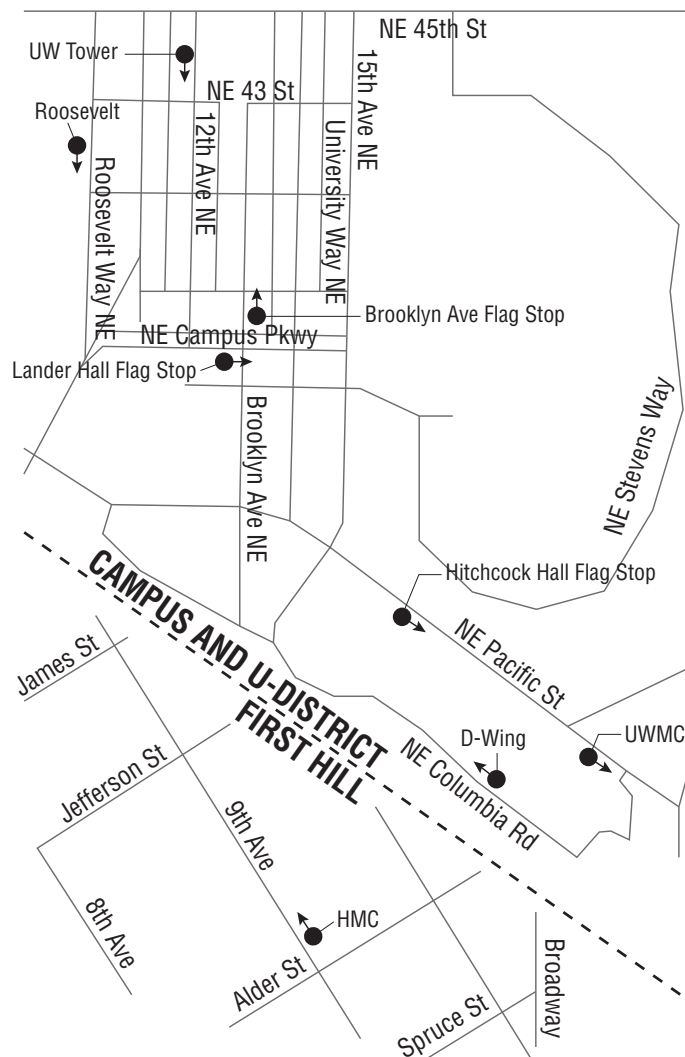 NE 45th St
UW Tower
15th Ave NE
NE 43 St
Roosevelt
12th Ave NE
University Way NE
Roosevelt Way NE
Brooklyn Ave Flag Stop
NE Campus Pkwy
Lander Hall Flag Stop
Brooklyn Ave NE
NE Stevens Way
Hitchcock Hall Flag Stop
CAMPUS AND U-DISTRICT
FIRST HILL
NE Pacific St
James St
UWMC
D-Wing
NE Columbia Rd
Jefferson St
9th Ave
8th Ave
HMC
Alder St
Broadway
Spruce St